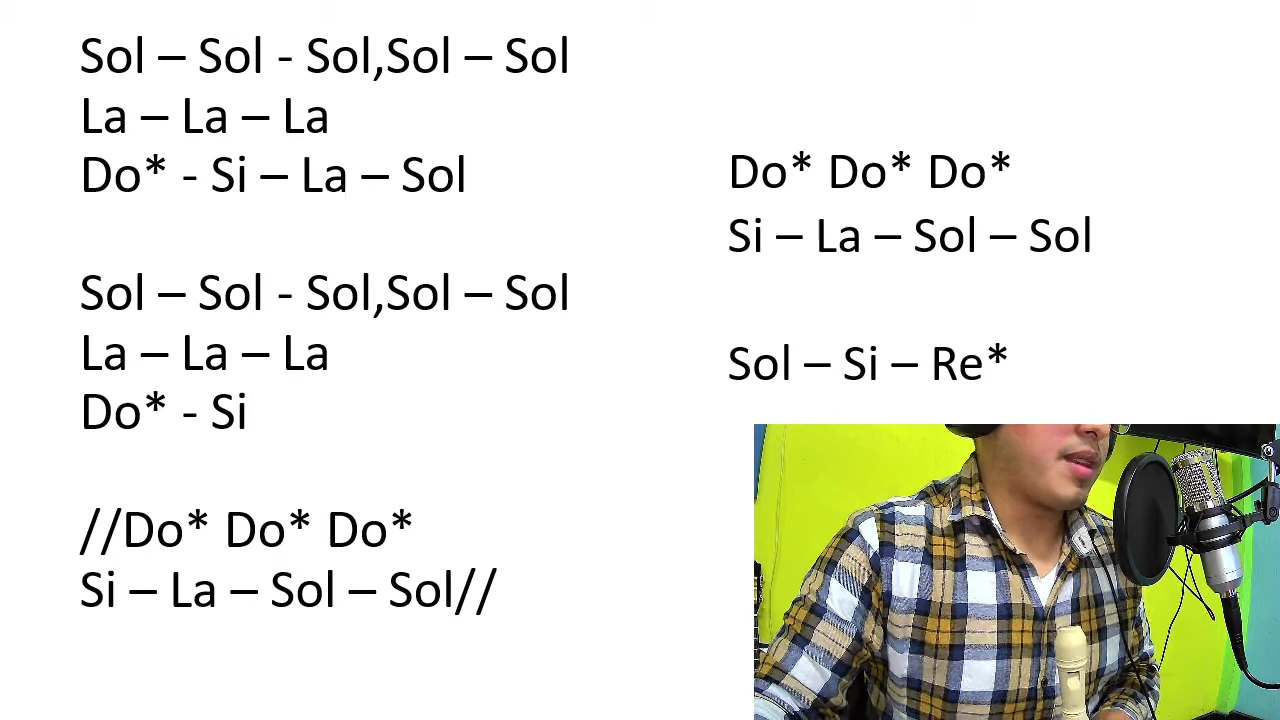 Sol – Sol - Sol,Sol – Sol
La – La – La
Do* - Si – La – Sol
Sol – Sol - Sol,Sol – Sol
La – La – La
Do* - Si
//Do* Do* Do*
Si – La – Sol – Sol//
Do* Do* Do*
Si – La – Sol – Sol
Sol – Si – Re*